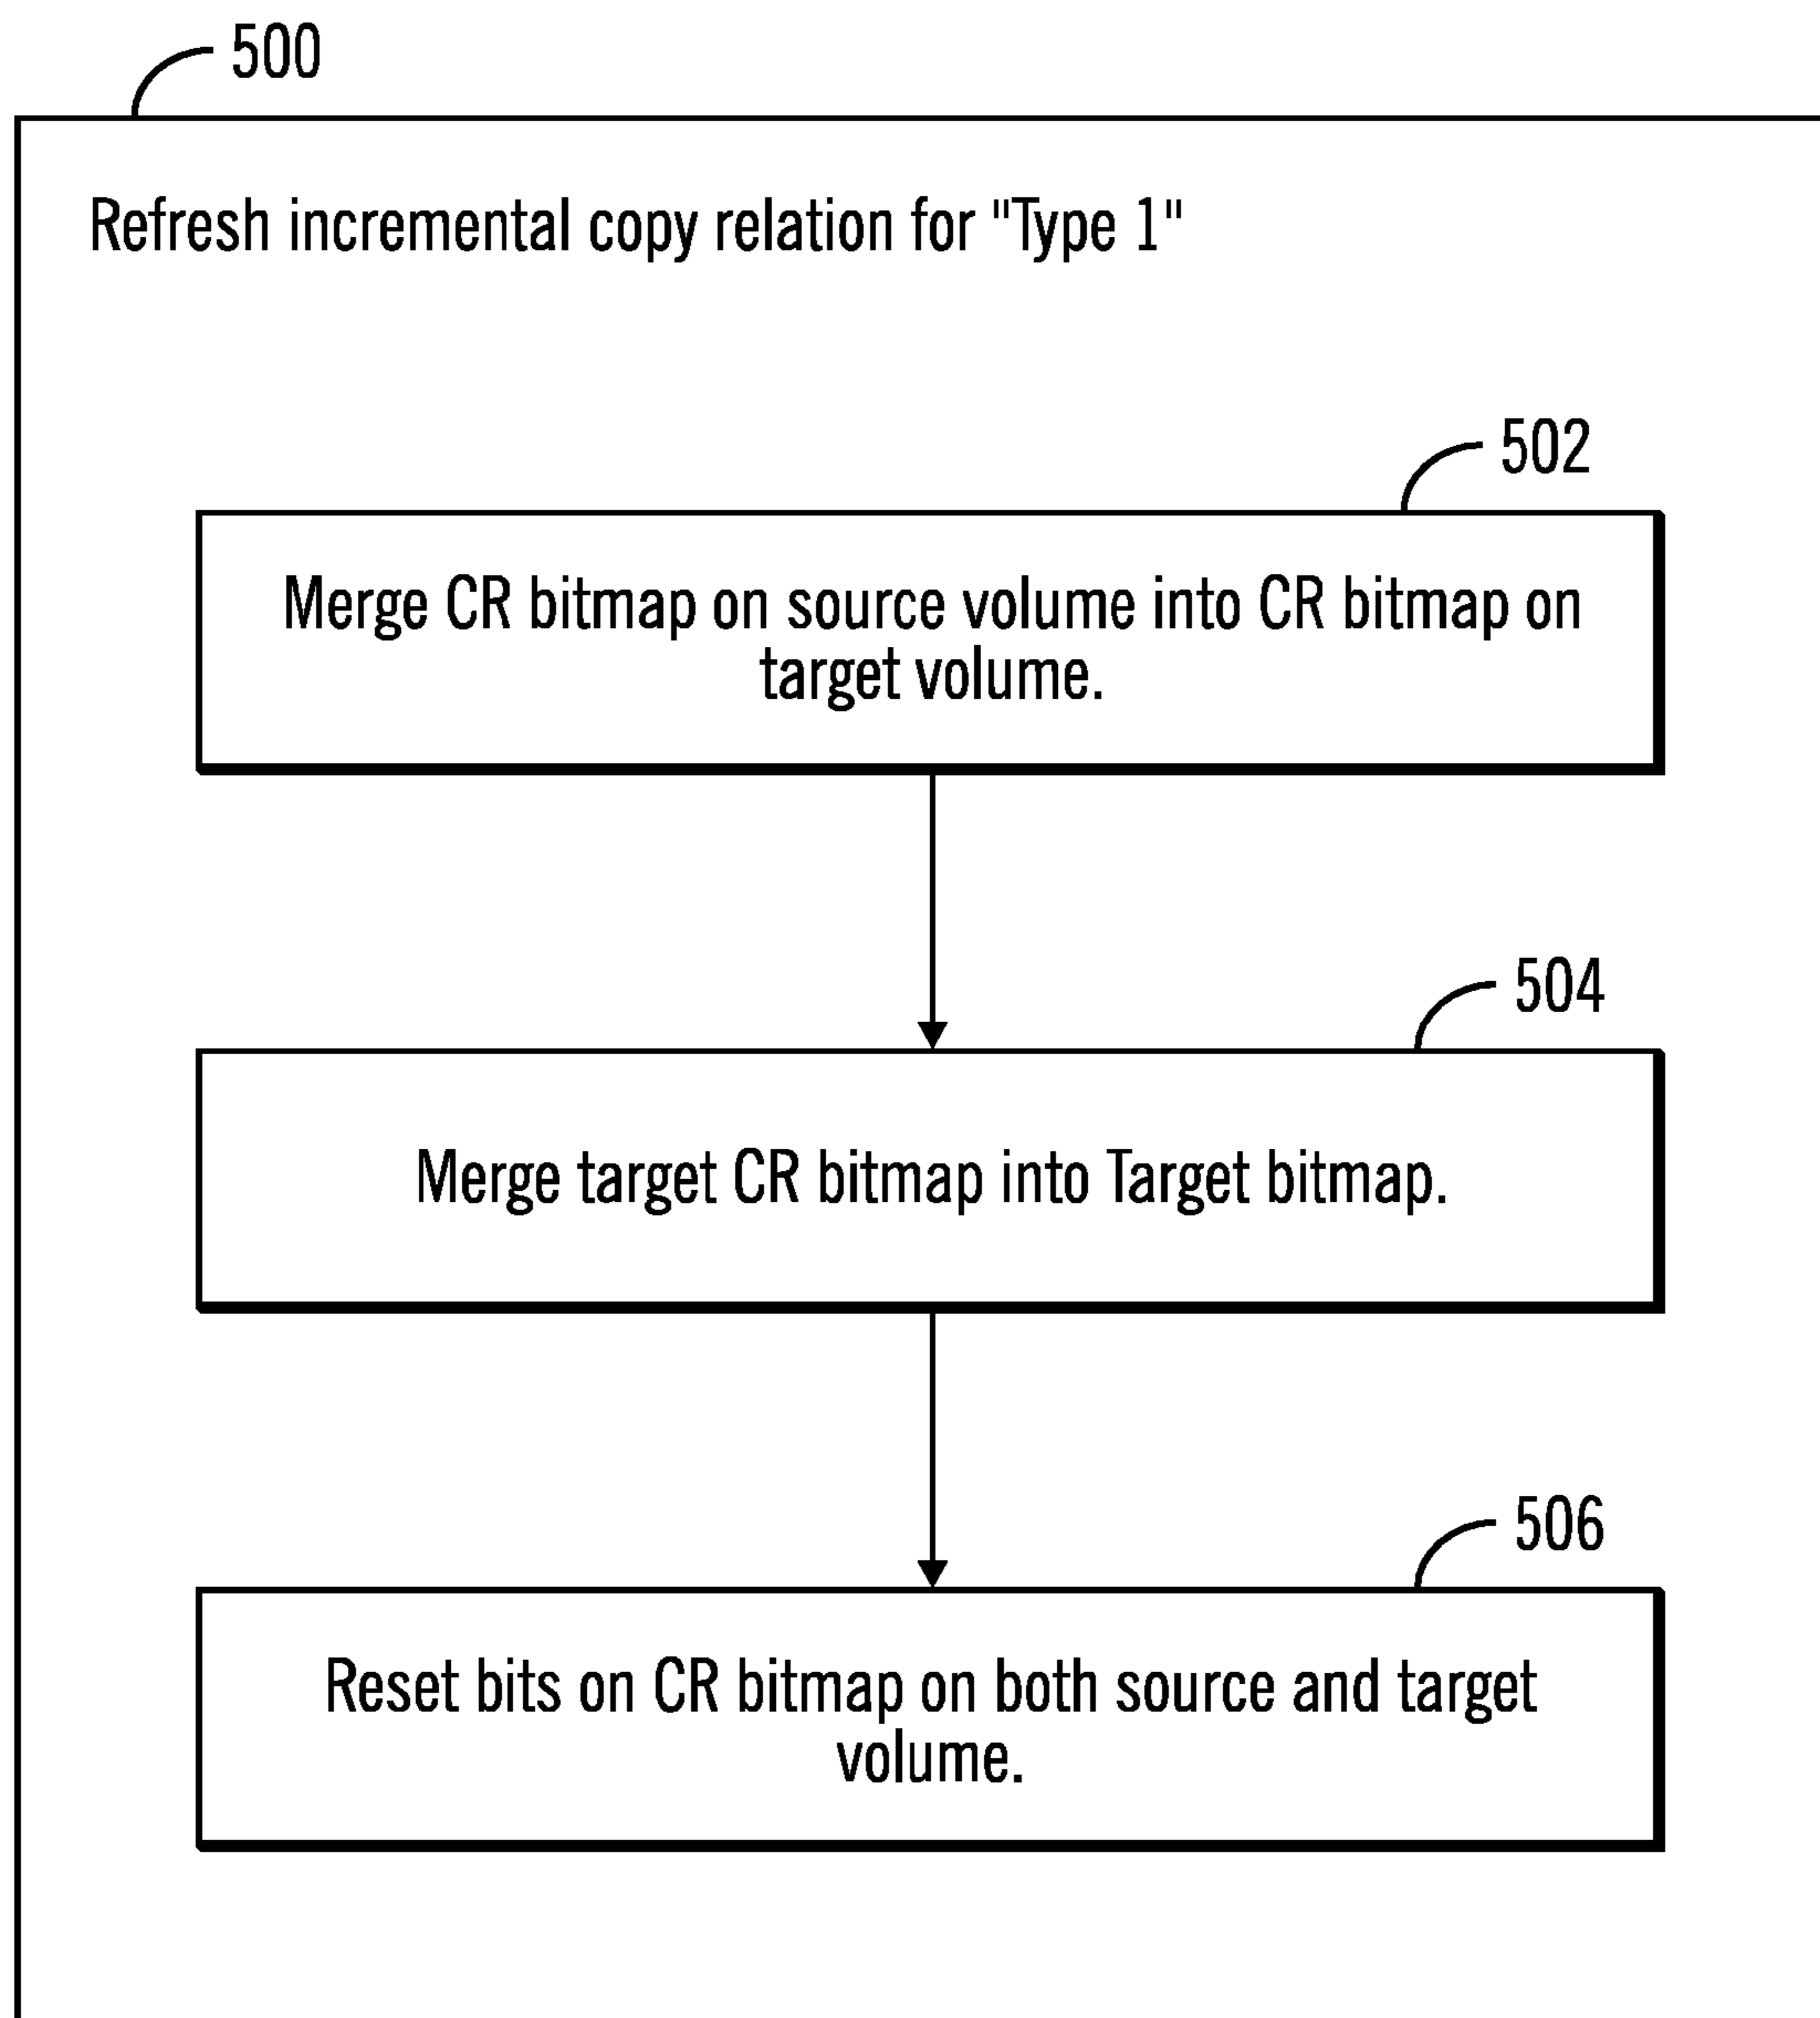 500
Refresh incremental copy relation for "Type 1"
502
Merge CR bitmap on source volume into CR bitmap on
target volume.
504
Merge target CR bitmap into Target bitmap.
506
Reset bits on CR bitmap on both source and target
volume.